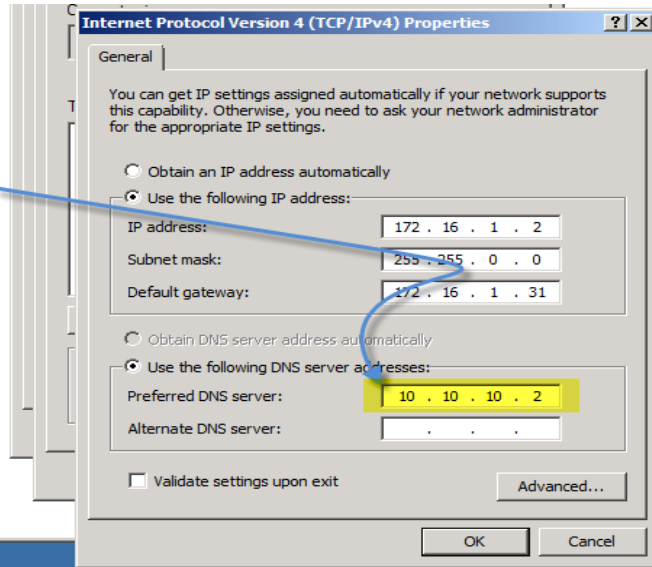 Internet Protocol Version 4 (TCP/IPv4) Properties
General
You can get IP settings assigned automatically if your network supports
this capability. Otherwise, you need to ask your network administrator
for the appropriate IP settings.
Obtain an IP address automatically
Use the following IP address:
IP address: 172 . 16 . 1 . 2
Subnet mask: 255 . 255 . 0 . 0
Default gateway: 172 . 16 . 1 . 31
Obtain DNS server address automatically
Use the following DNS server addresses:
Preferred DNS server: 10 . 10 . 10 . 2
Alternate DNS server: . . .
Validate settings upon exit
Advanced...
OK Cancel